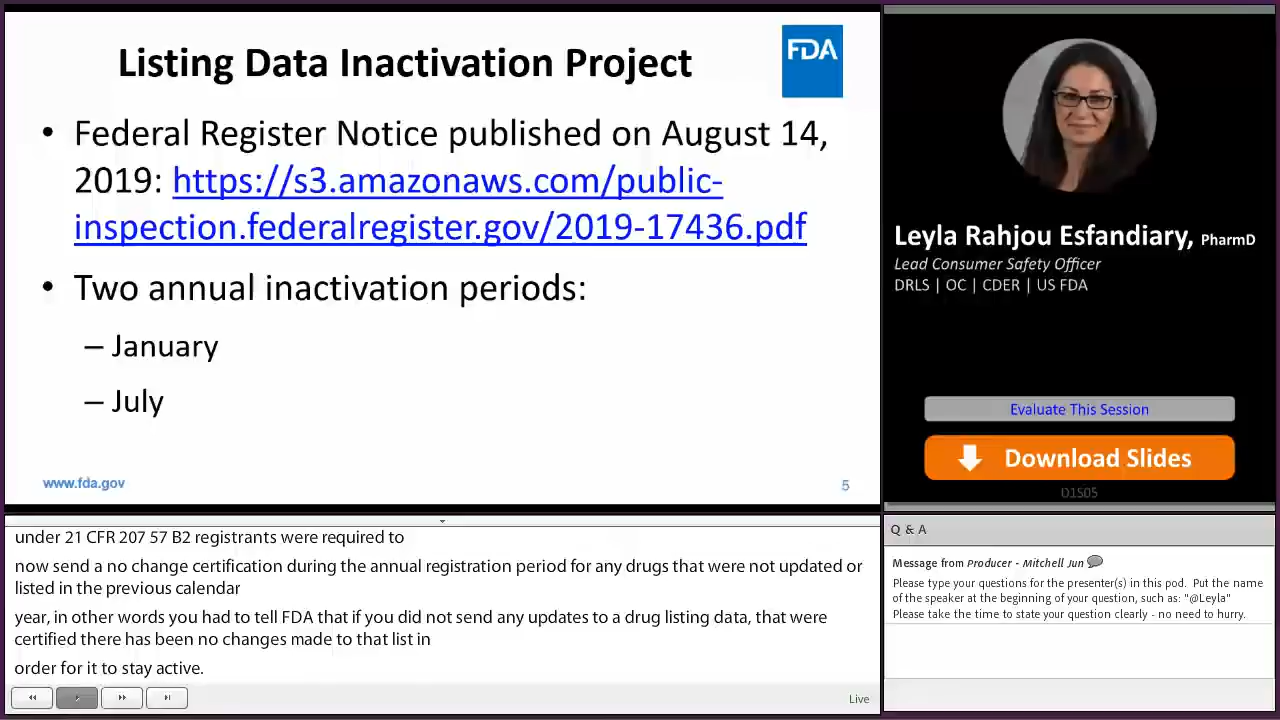 Listing Data Inactivation Project
FDA
• Federal Register Notice published on August 14,
2019: https://s3.amazonaws.com/public-
inspection.federalregister.gov/2019-17436.pdf
• Two annual inactivation periods:
– January
– July
www.fda.gov
5
Leyla Rahjou Esfandiary, PharmD
Lead Consumer Safety Officer
DRLS | OC | CDER | US FDA
Evaluate This Session
Download Slides
D1S05
under 21 CFR 207 57 B2 registrants were required to
now send a no change certification during the annual registration period for any drugs that were not updated or
listed in the previous calendar
year, in other words you had to tell FDA that if you did not send any updates to a drug listing data, that were
certified there has been no changes made to that list in
order for it to stay active.
Live
Q & A
Message from Producer - Mitchell Jun
Please type your questions for the presenter(s) in this pod. Put the name
of the speaker at the beginning of your question, such as: "@Leyla"
Please take the time to state your question clearly - no need to hurry.